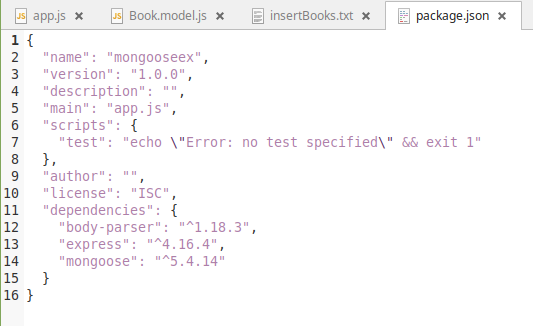 app.js
Book.model.js
insertBooks.txt
package.json
1 {
2   "name": "mongooseex",
3   "version": "1.0.0",
4   "description": "",
5   "main": "app.js",
6   "scripts": {
7     "test": "echo \"Error: no test specified\" && exit 1"
8   },
9   "author": "",
10   "license": "ISC",
11   "dependencies": {
12     "body-parser": "^1.18.3",
13     "express": "^4.16.4",
14     "mongoose": "^5.4.14"
15   }
16 }